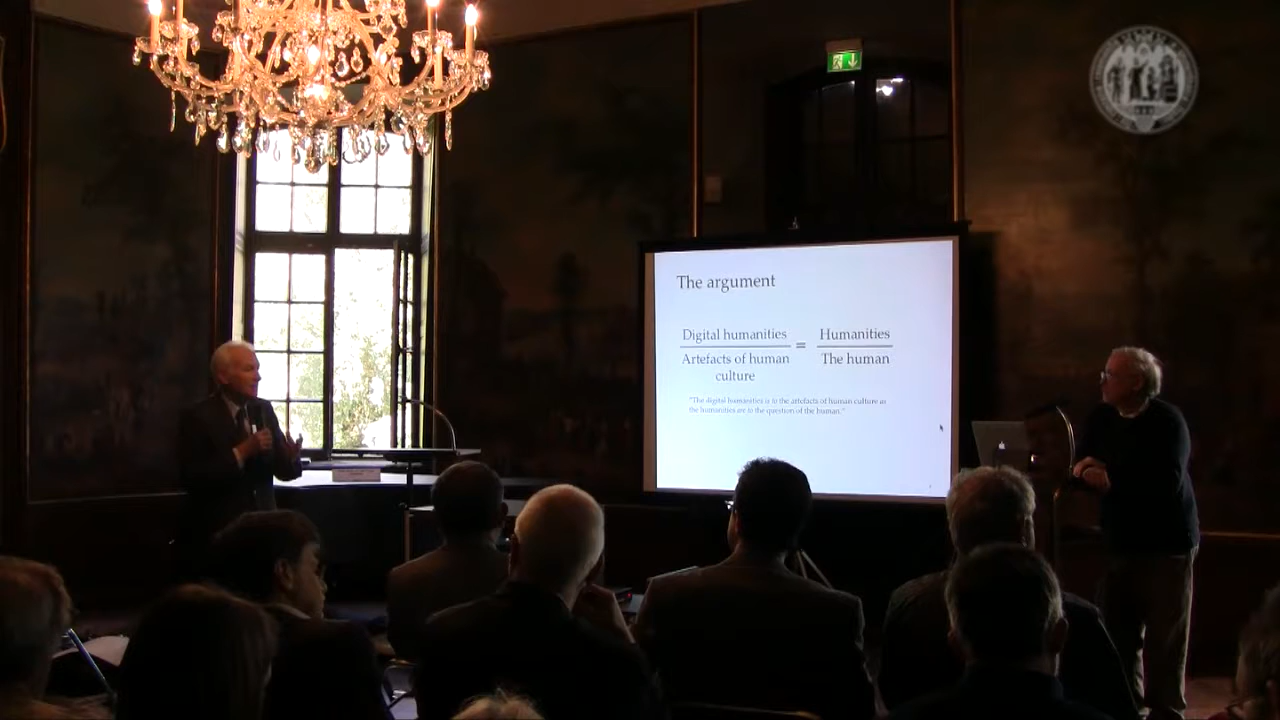 The argument
Digital humanities
Artefacts of human
culture
=
Humanities
The human
"The digital humanities is to the artefacts of human culture as
the humanities are to the question of the human."